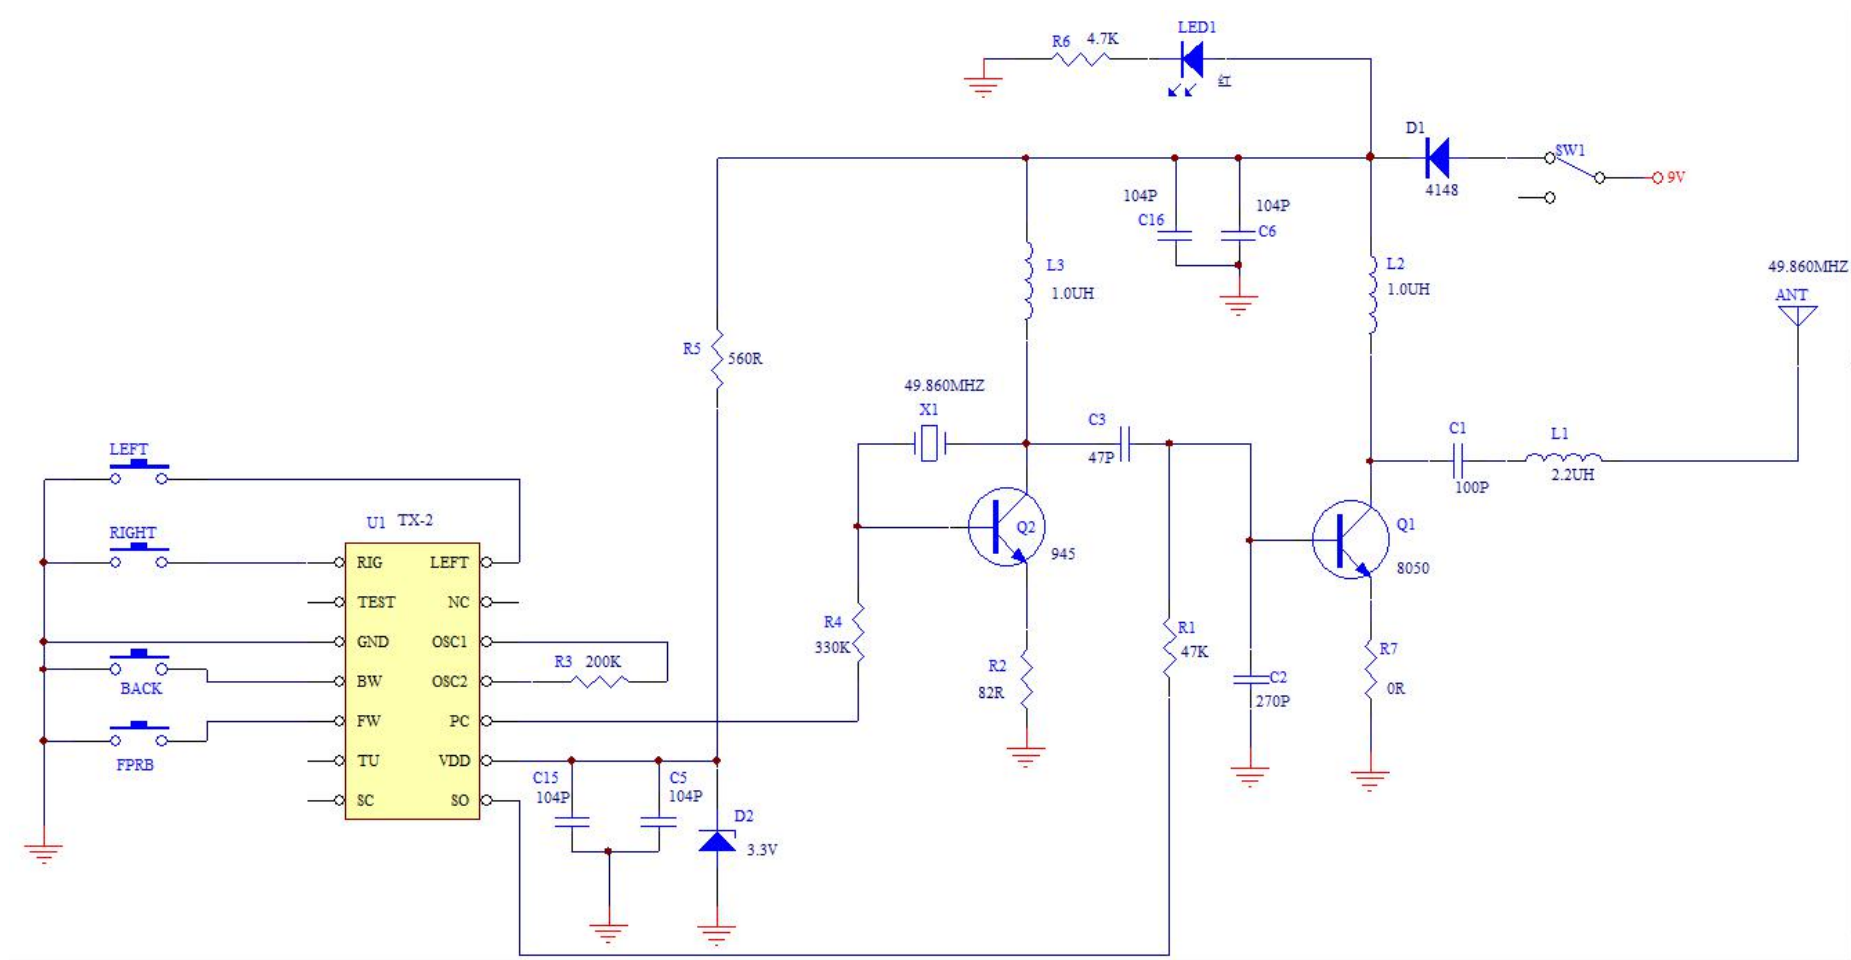 LED1
R6 4.7K
红
D1
SW1
9V
4148
104P
C16
104P
C6
L3
1.0UH
L2
1.0UH
49.860MHZ
ANT
R5
560R
49.860MHZ
X1
C3
47P
C1
100P
L1
2.2UH
LEFT
RIGHT
U1 TX-2
Q2
945
Q1
8050
RIG LEFT
TEST NC
GND OSC1
BW OSC2
FW PC
TU VDD
SC SO
BACK
FPRB
R3 200K
R4
330K
R2
82R
R1
47K
C2
270P
R7
0R
C15
104P
C5
104P
D2
3.3V